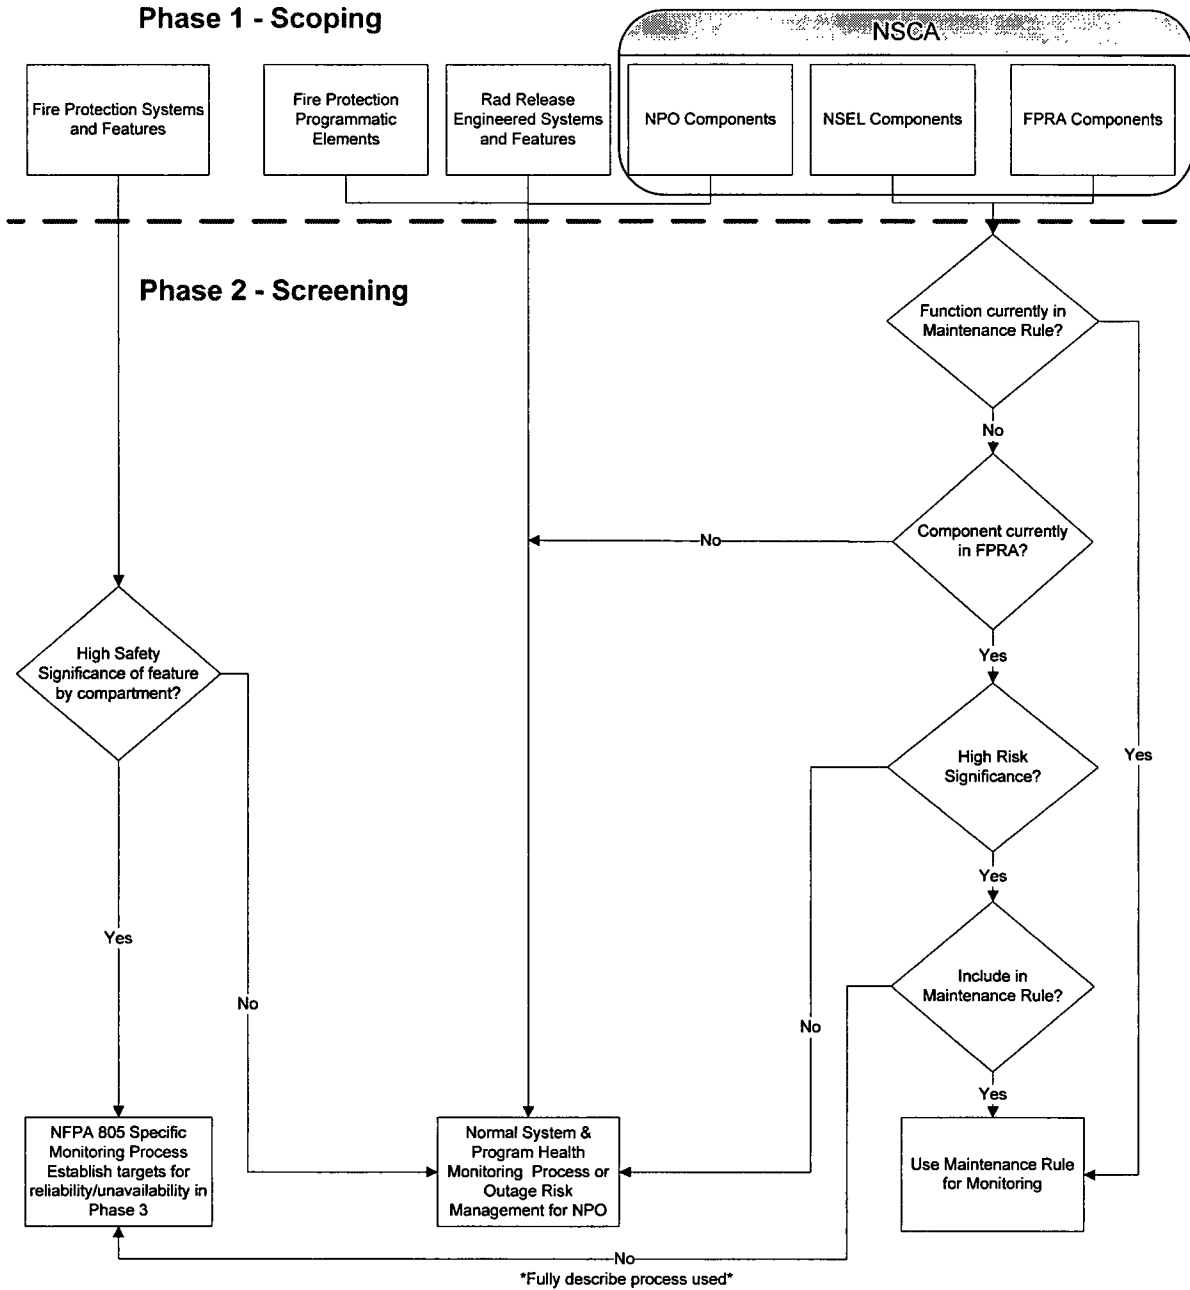 Phase 1 - Scoping
NSCA
Fire Protection Systems
and Features
Fire Protection
Programmatic
Elements
Rad Release
Engineered Systems
and Features
NPO Components
NSEL Components
FPRA Components
Phase 2 - Screening
Function currently in
Maintenance Rule?
No
Component currently
in FPRA?
No
Yes
High Safety
Significance of feature
by compartment?
High Risk
Significance?
Yes
Yes
Yes
No
Include in
Maintenance Rule?
No
Yes
NFPA 805 Specific
Monitoring Process
Establish targets for
reliability/unavailability in
Phase 3
Normal System &
Program Health
Monitoring Process or
Outage Risk
Management for NPO
Use Maintenance Rule
for Monitoring
No
*Fully describe process used*